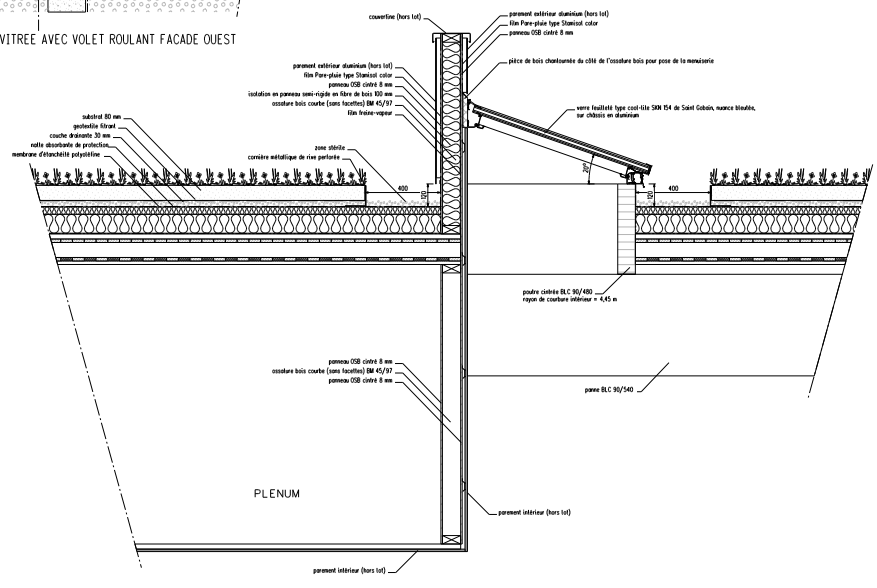 VITREE AVEC VOLET ROULANT FACADE OUEST
couvertine (hors lot)
parement extérieur aluminium (hors lot)
film Pare-pluie type Stamisol color
panneau OSB cintré 8 mm
pièce de bois chantournée du côté de l'ossature bois pour pose de la menuiserie
parement extérieur aluminium (hors lot)
film Pare-pluie type Stamisol color
panneau OSB cintré 8 mm
isolation en panneau semi-rigide en fibre de bois 100 mm
ossature bois courbe (sans facettes) BM 45/97
film freine-vapeur
verre feuilleté type cool-lite SKN 154 de Saint Gobain, nuance bleutée,
sur châssis en aluminium
substrat 80 mm
géotextile filtrant
couche drainante 30 mm
natte absorbante de protection
membrane d'étanchéité polyoléfine
zone stérile
cornière métallique de rive perforée
400
120
20°
120
400
poutre cintrée BLC 90/480
rayon de courbure intérieur = 4,45 m
panneau OSB cintré 8 mm
ossature bois courbe (sans facettes) BM 45/97
panneau OSB cintré 8 mm
panne BLC 90/540
PLENUM
parement intérieur (hors lot)
parement intérieur (hors lot)